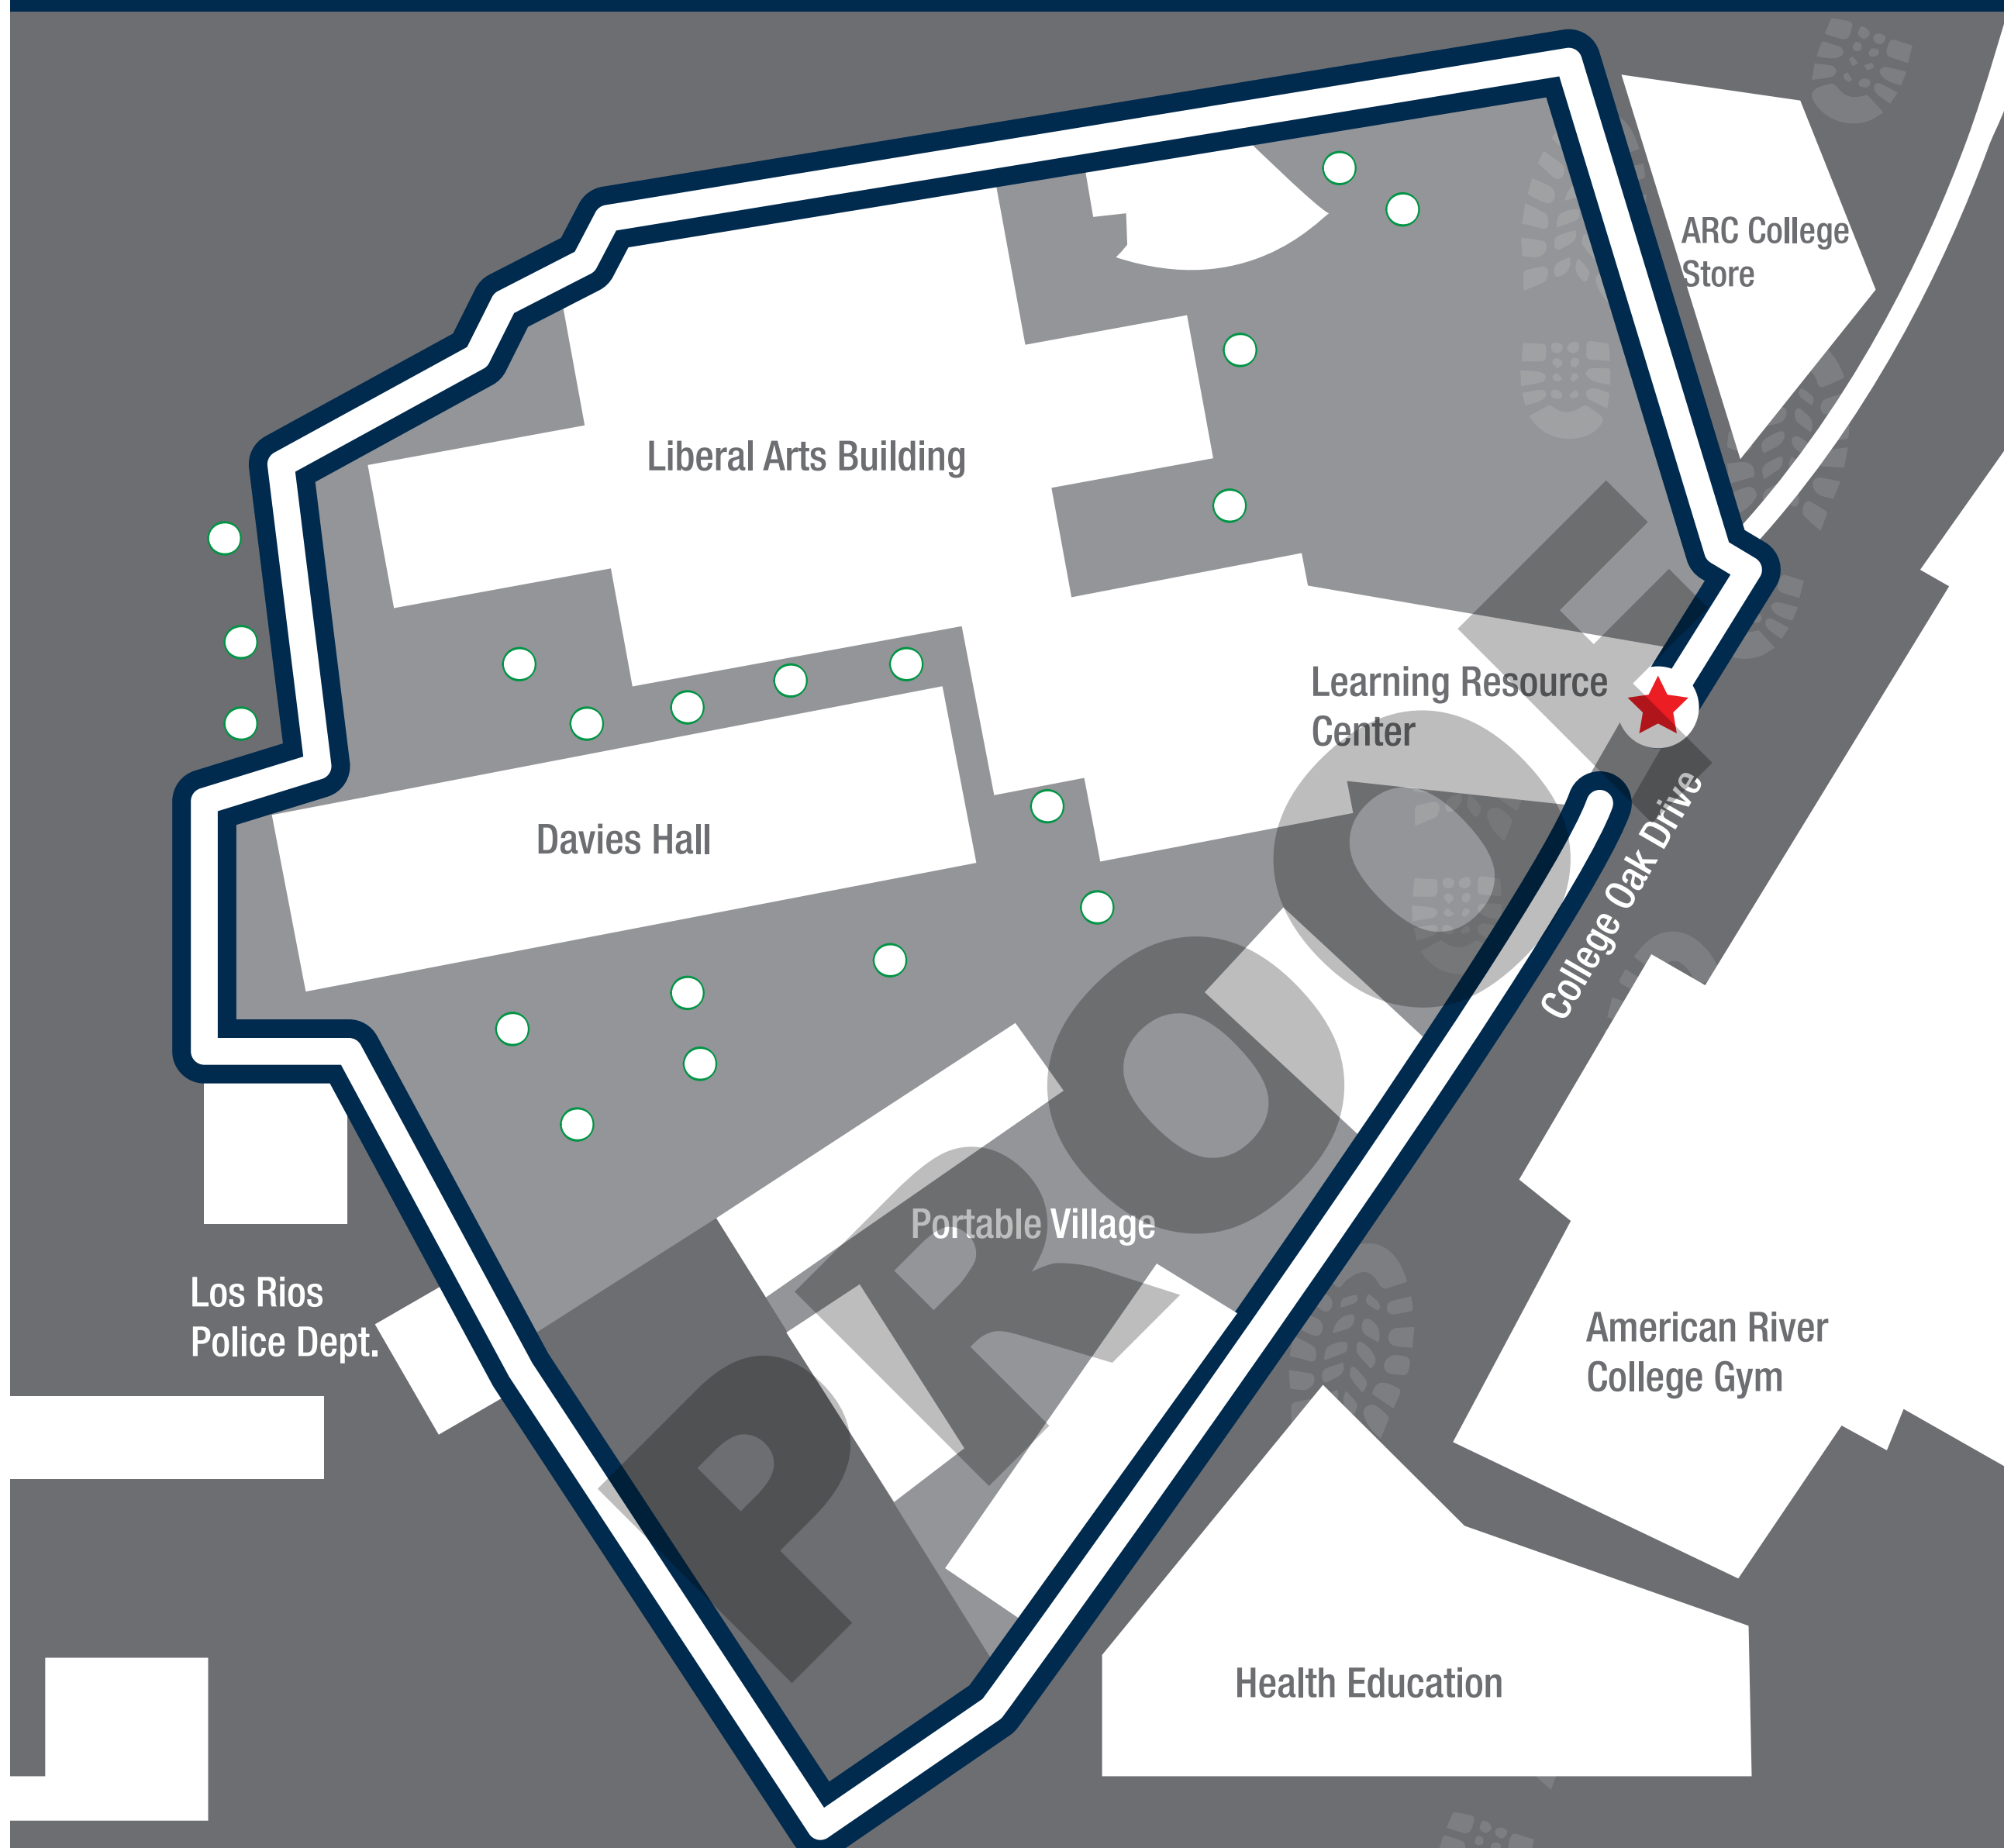 ARC College
Store
Liberal Arts Building
Learning Resource
Center
Davies Hall
College Oak Drive
Portable Village
Los Rios
Police Dept.
American River
College Gym
Health Education
PROOF